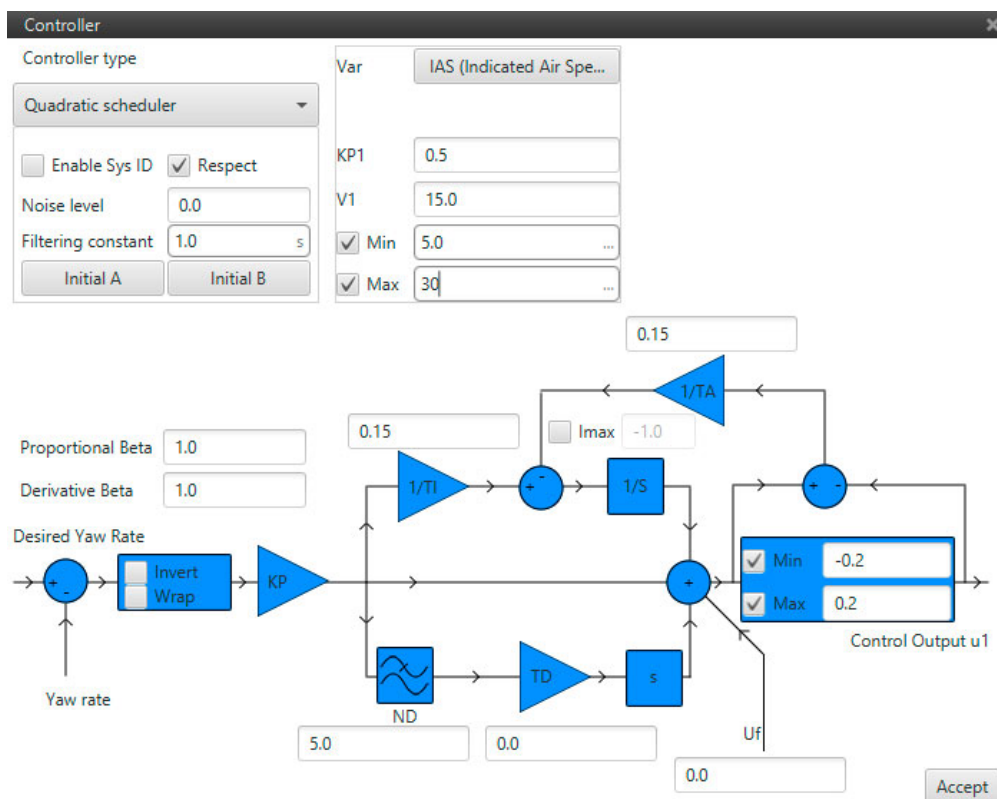 Controller
Controller type
Quadratic scheduler
Enable Sys ID
Respect
Noise level
0.0
Filtering constant
1.0
s
Initial A
Initial B
Var
IAS (Indicated Air Spe...
KP1
0.5
V1
15.0
Min
5.0
...
Max
30
...
0.15
1/TA
0.15
Imax
-1.0
Proportional Beta
1.0
Derivative Beta
1.0
1/TI
+
-
1/S
+
-
Desired Yaw Rate
+
-
Invert
Wrap
KP
+
Min
-0.2
Max
0.2
Control Output u1
Yaw rate
ND
TD
s
5.0
0.0
Uf
0.0
Accept